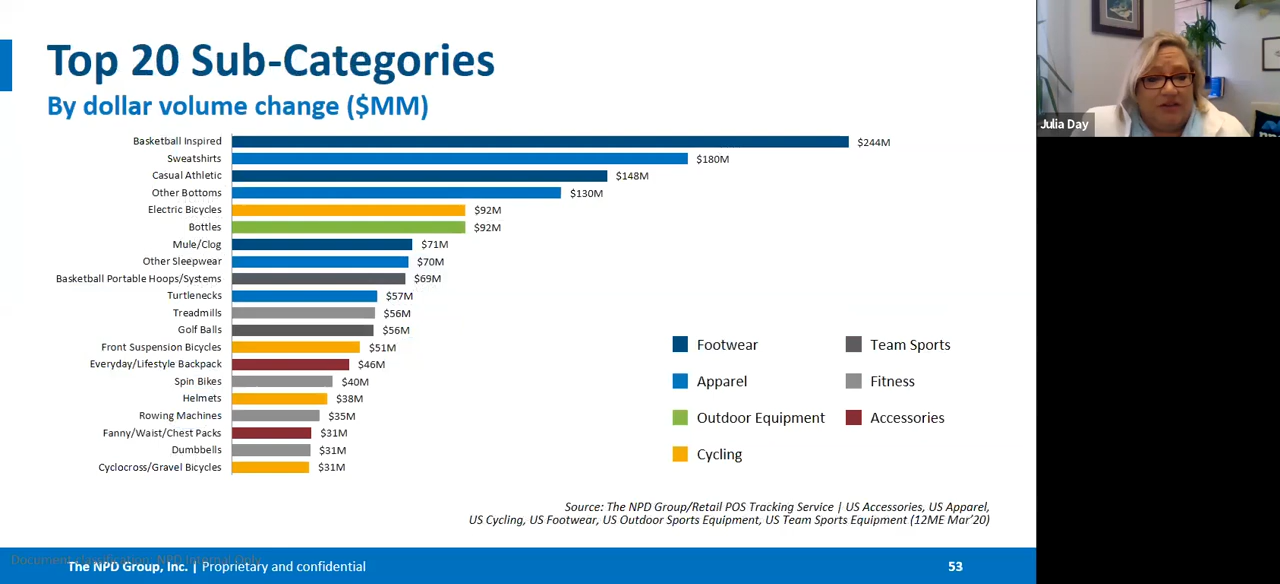 Top 20 Sub-Categories
By dollar volume change ($MM)
Basketball Inspired $244M
Sweatshirts $180M
Casual Athletic $148M
Other Bottoms $130M
Electric Bicycles $92M
Bottles $92M
Mule/Clog $71M
Other Sleepwear $70M
Basketball Portable Hoops/Systems $69M
Turtlenecks $57M
Treadmills $56M
Golf Balls $56M
Front Suspension Bicycles $51M
Everyday/Lifestyle Backpack $46M
Spin Bikes $40M
Helmets $38M
Rowing Machines $35M
Fanny/Waist/Chest Packs $31M
Dumbbells $31M
Cyclocross/Gravel Bicycles $31M
Footwear Team Sports
Apparel Fitness
Outdoor Equipment Accessories
Cycling
Source: The NPD Group/Retail POS Tracking Service | US Accessories, US Apparel,
US Cycling, US Footwear, US Outdoor Sports Equipment, US Team Sports Equipment (12ME Mar'20)
Document classification: NPD Internal Only
The NPD Group, Inc. | Proprietary and confidential 53
Julia Day